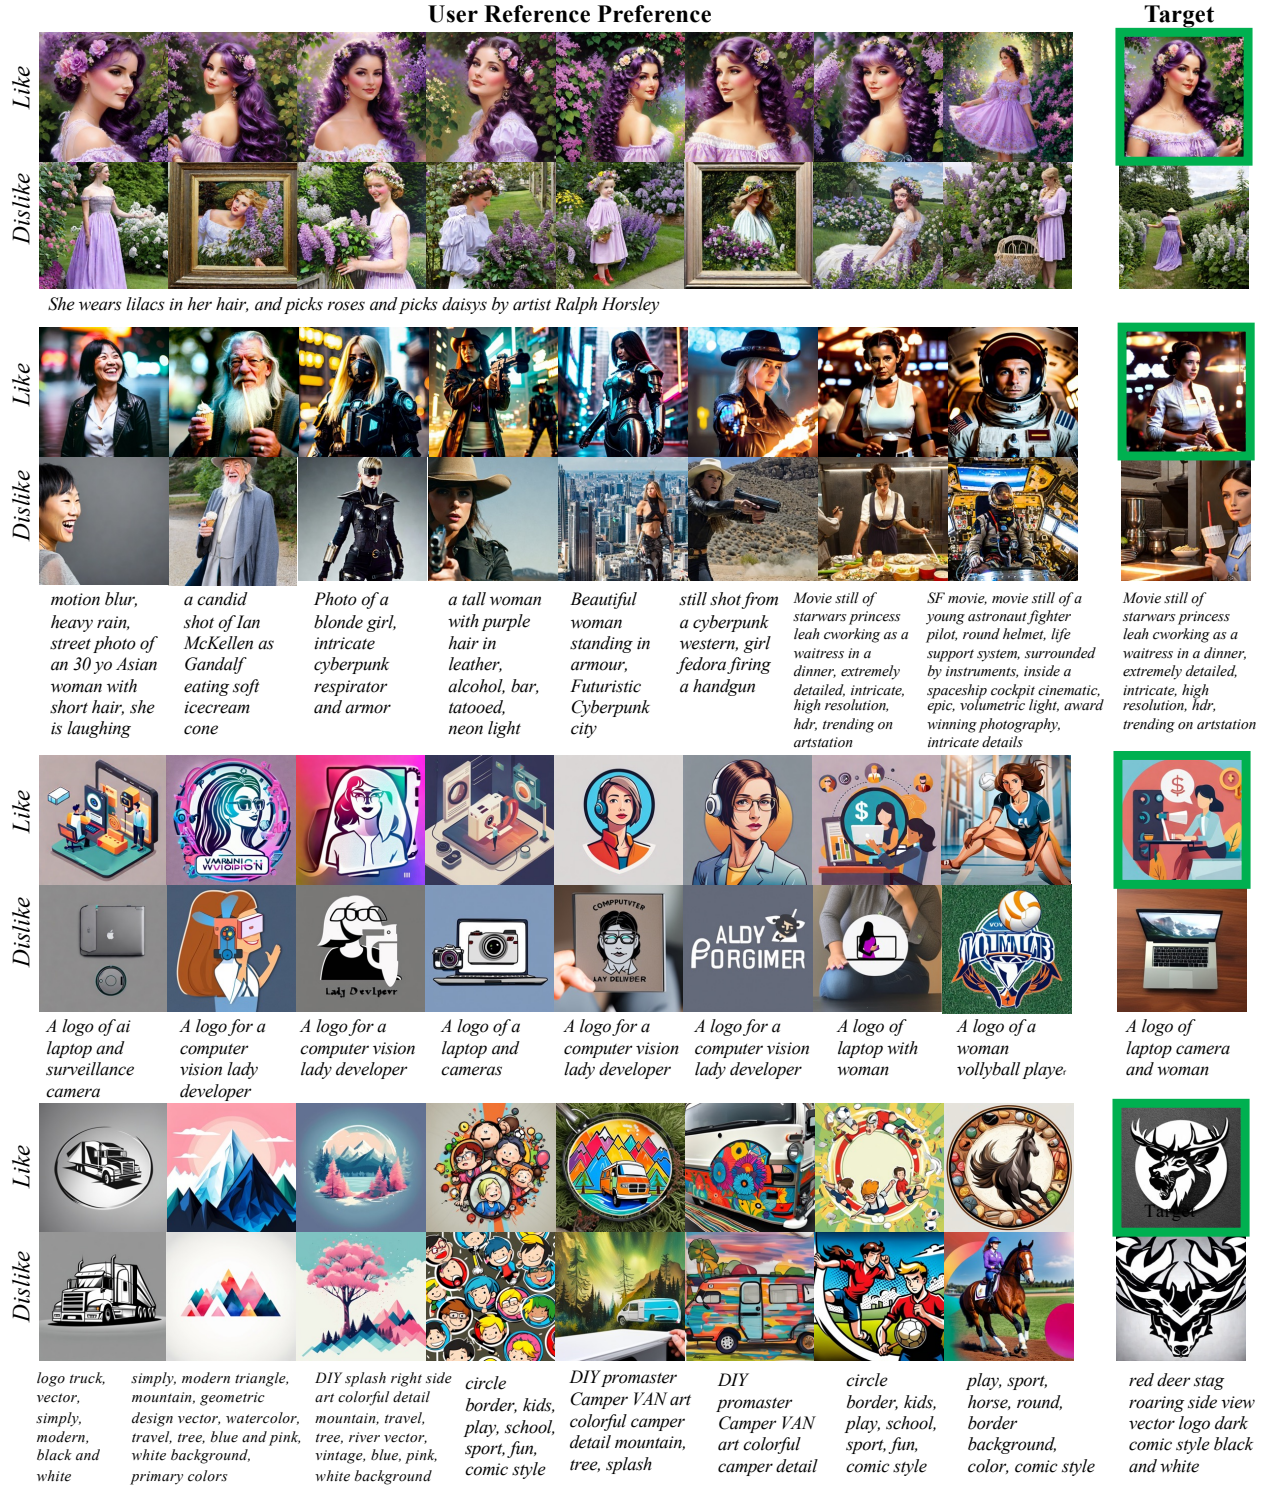 User Reference Preference
Target
Like
Dislike
She wears lilacs in her hair, and picks roses and picks daisys by artist Ralph Horsley
Like
Dislike
motion blur,
heavy rain,
street photo of
an 30 yo Asian
woman with
short hair, she
is laughing
a candid
shot of Ian
McKellen as
Gandalf
eating soft
icecream
cone
Photo of a
blonde girl,
intricate
cyberpunk
respirator
and armor
a tall woman
with purple
hair in
leather,
alcohol, bar,
tatooed,
neon light
Beautiful
woman
standing in
armour,
Futuristic
Cyberpunk
city
still shot from
a cyberpunk
western, girl
fedora firing
a handgun
Movie still of
starwars princess
leah cworking as a
waitress in a
dinner, extremely
detailed, intricate,
high resolution,
hdr, trending on
artstation
SF movie, movie still of a
young astronaut fighter
pilot, round helmet, life
support system, surrounded
by instruments, inside a
spaceship cockpit cinematic,
epic, volumetric light, award
winning photography,
intricate details
Movie still of
starwars princess
leah cworking as a
waitress in a dinner,
extremely detailed,
intricate, high
resolution, hdr,
trending on artstation
Like
Dislike
COMPPUTVTER
LAY DELIVBER
ALDY
PORGIMER
Lady Devlpevr
A logo of ai
laptop and
surveillance
camera
A logo for a
computer
vision lady
developer
A logo for a
computer vision
lady developer
A logo of a
laptop and
cameras
A logo for a
computer vision
lady developer
A logo for a
computer vision
lady developer
A logo of
laptop with
woman
A logo of a
woman
vollyball player
A logo of
laptop camera
and woman
Like
Dislike
Target
logo truck,
vector,
simply,
modern,
black and
white
simply, modern triangle,
mountain, geometric
design vector, watercolor,
travel, tree, blue and pink,
white background,
primary colors
DIY splash right side
art colorful detail
mountain, travel,
tree, river vector,
vintage, blue, pink,
white background
circle
border, kids,
play, school,
sport, fun,
comic style
DIY promaster
Camper VAN art
colorful camper
detail mountain,
tree, splash
DIY
promaster
Camper VAN
art colorful
camper detail
circle
border, kids,
play, school,
sport, fun,
comic style
play, sport,
horse, round,
border
background,
color, comic style
red deer stag
roaring side view
vector logo dark
comic style black
and white